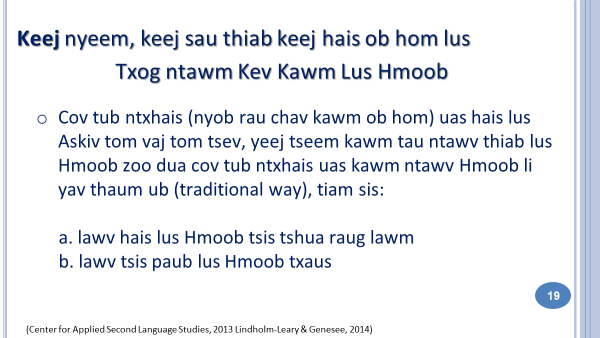 Keej nyeem, keej sau thiab keej hais ob hom lus
Txog ntawm Kev Kawm Lus Hmoob
o Cov tub ntxhais (nyob rau chav kawm ob hom) uas hais lus
Askiv tom vaj tom tsev, yeej tseem kawm tau ntawv thiab lus
Hmoob zoo dua cov tub ntxhais uas kawm ntawv Hmoob li
yav thaum ub (traditional way), tiam sis:
a. lawv hais lus Hmoob tsis tshua raug lawm
b. lawv tsis paub lus Hmoob txaus
19
(Center for Applied Second Language Studies, 2013 Lindholm-Leary & Genesee, 2014)